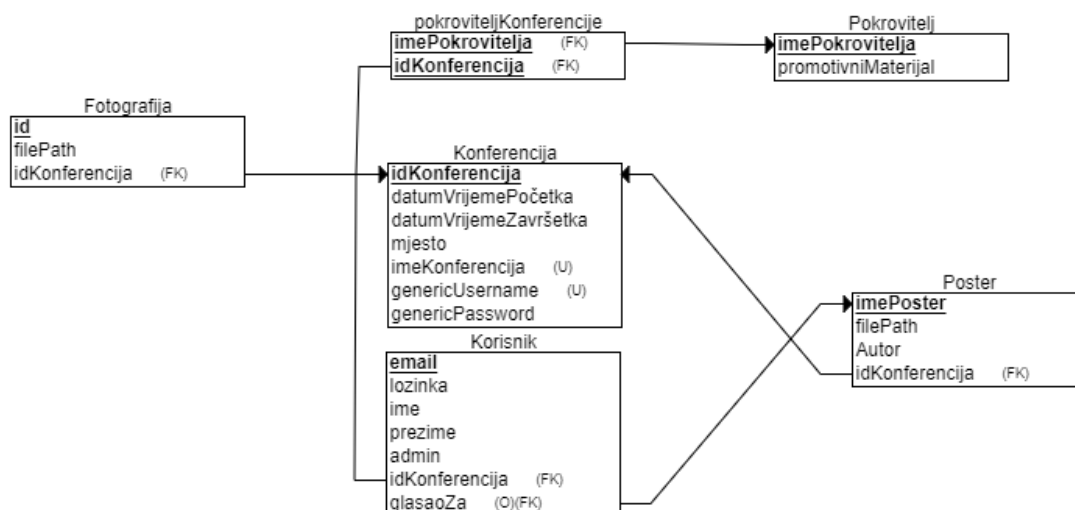 pokroviteljKonferencije
imePokrovitelja (FK)
idKonferencija (FK)
Pokrovitelj
imePokrovitelja
promotivniMaterijal
Fotografija
id
filePath
idKonferencija (FK)
Konferencija
idKonferencija
datumVrijemePočetka
datumVrijemeZavršetka
mjesto
imeKonferencija (U)
genericUsername (U)
genericPassword
Poster
imePoster
filePath
Autor
idKonferencija (FK)
Korisnik
email
lozinka
ime
prezime
admin
idKonferencija (FK)
glasaoZa (O)(FK)